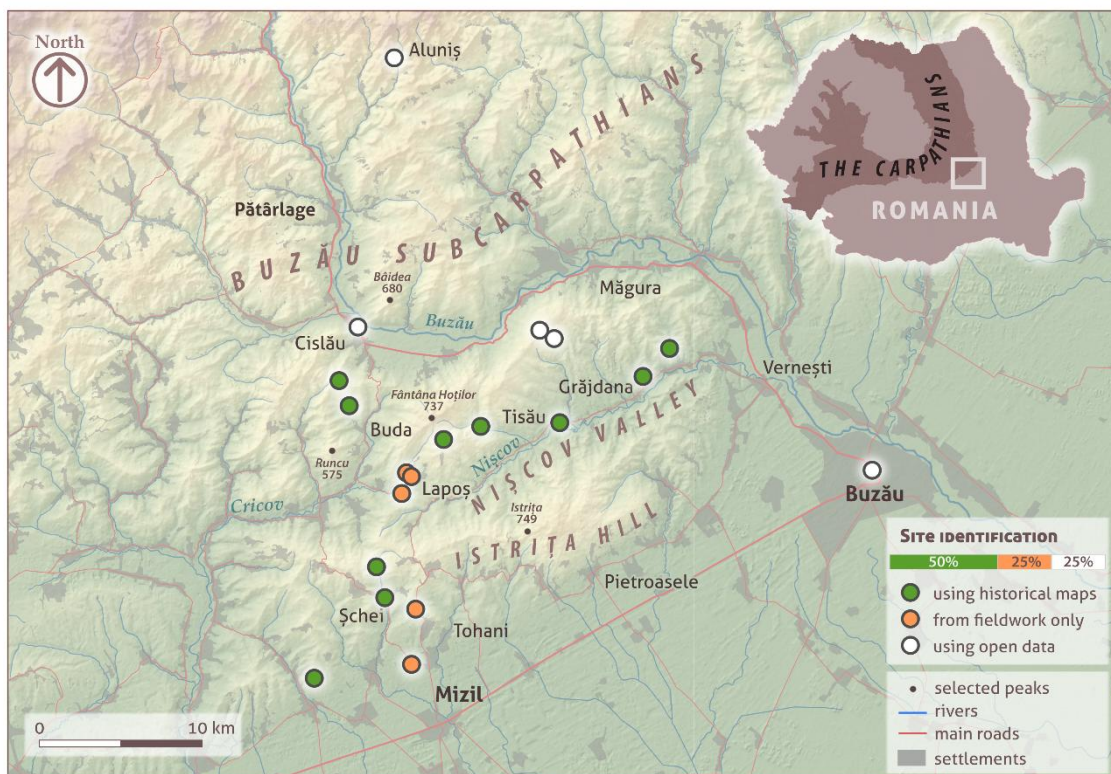 North
Aluniș
THE CARPATHIANS
ROMANIA
BUZĂU SUBCARPATHIANS
Pătârlage
Bâidea
680
Măgura
Buzău
Cislău
Vernești
Grăjdana
Fântâna Hoților
737
Tisău
Buda
Nișcov
NIȘCOV VALLEY
Runcu
575
Lapoș
Buzău
Cricov
Istrița
749
ISTRIȚA HILL
Pietroasele
Șchei
Tohani
Mizil
0 10 km
SITE IDENTIFICATION
50% 25% 25%
using historical maps
from fieldwork only
using open data
selected peaks
rivers
main roads
settlements